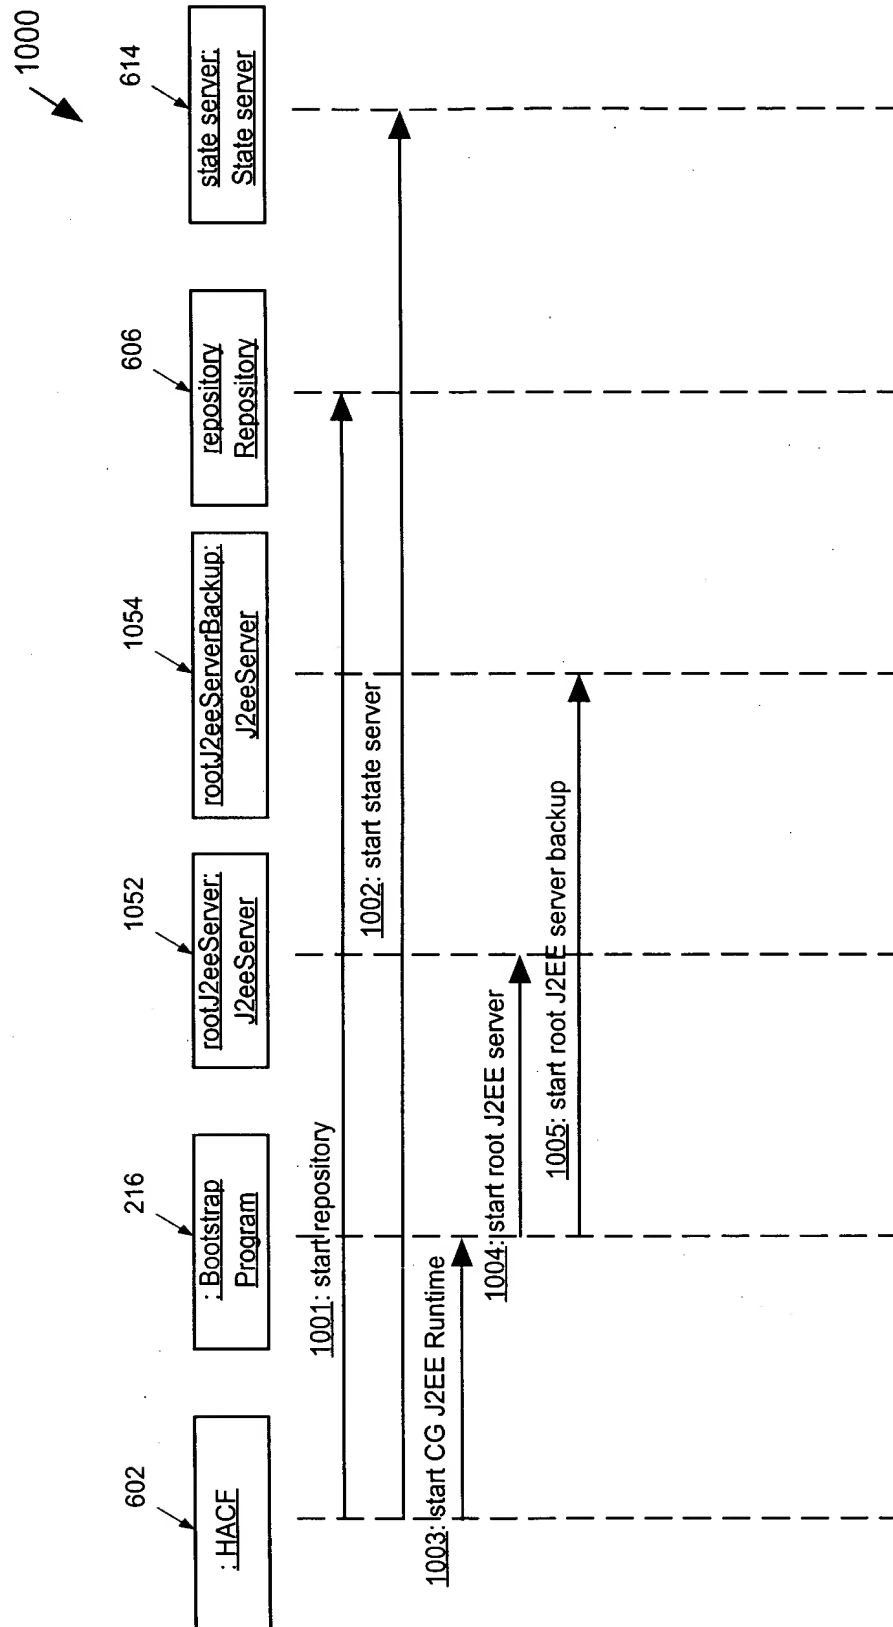 1000
602
: HACF
216
: Bootstrap
Program
1052
rootJ2eeServer:
J2eeServer
1054
rootJ2eeServerBackup:
J2eeServer
606
repository
Repository
614
state server:
State server
1001: start repository
1002: start state server
1003: start CG J2EE Runtime
1004: start root J2EE server
1005: start root J2EE server backup